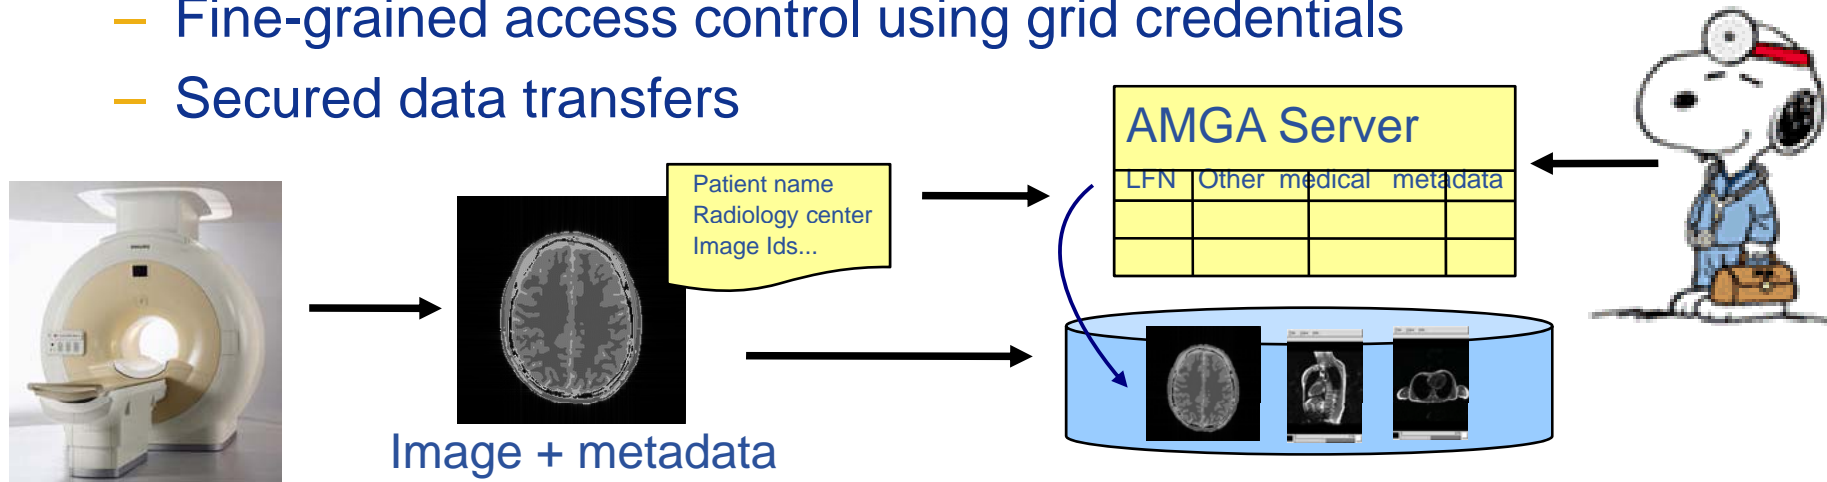 – Fine-grained access control using grid credentials
– Secured data transfers
AMGA Server
LFN Other medical metadata
Patient name
Radiology center
Image Ids...
Image + metadata